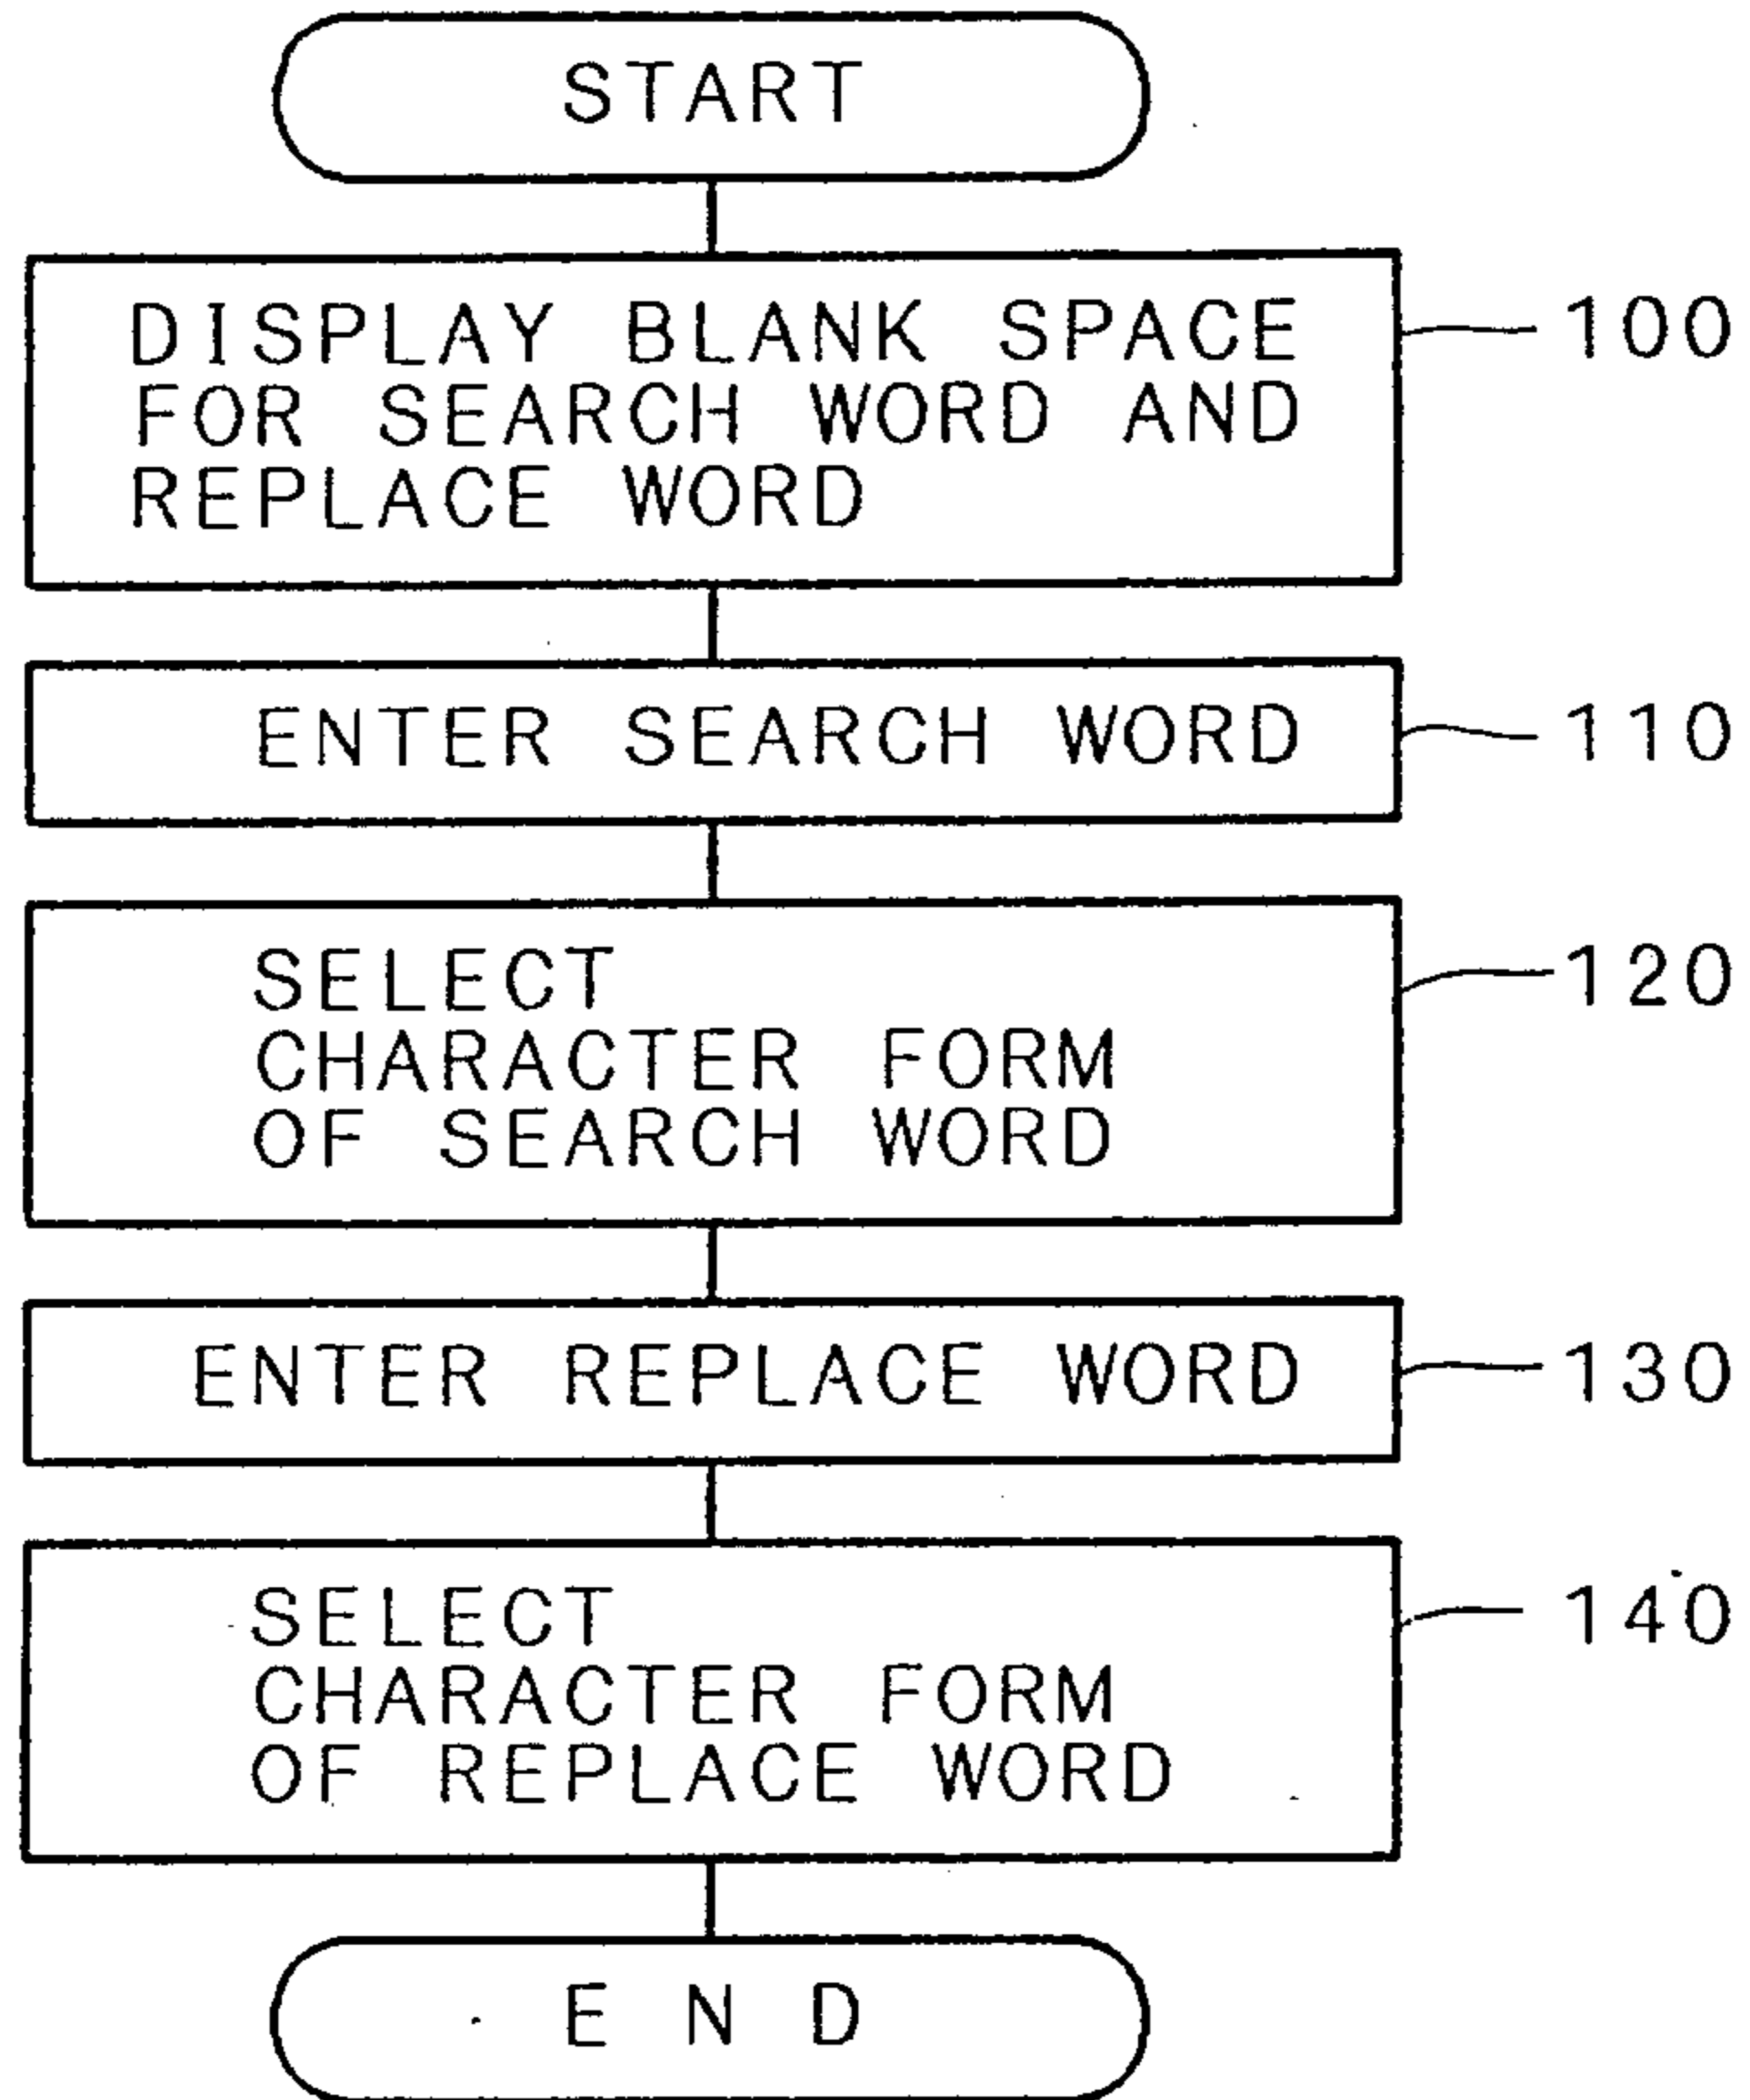 START
DISPLAY BLANK SPACE
FOR SEARCH WORD AND
REPLACE WORD
100
ENTER SEARCH WORD
110
SELECT
CHARACTER FORM
OF SEARCH WORD
120
ENTER REPLACE WORD
130
SELECT
CHARACTER FORM
OF REPLACE WORD
140
END